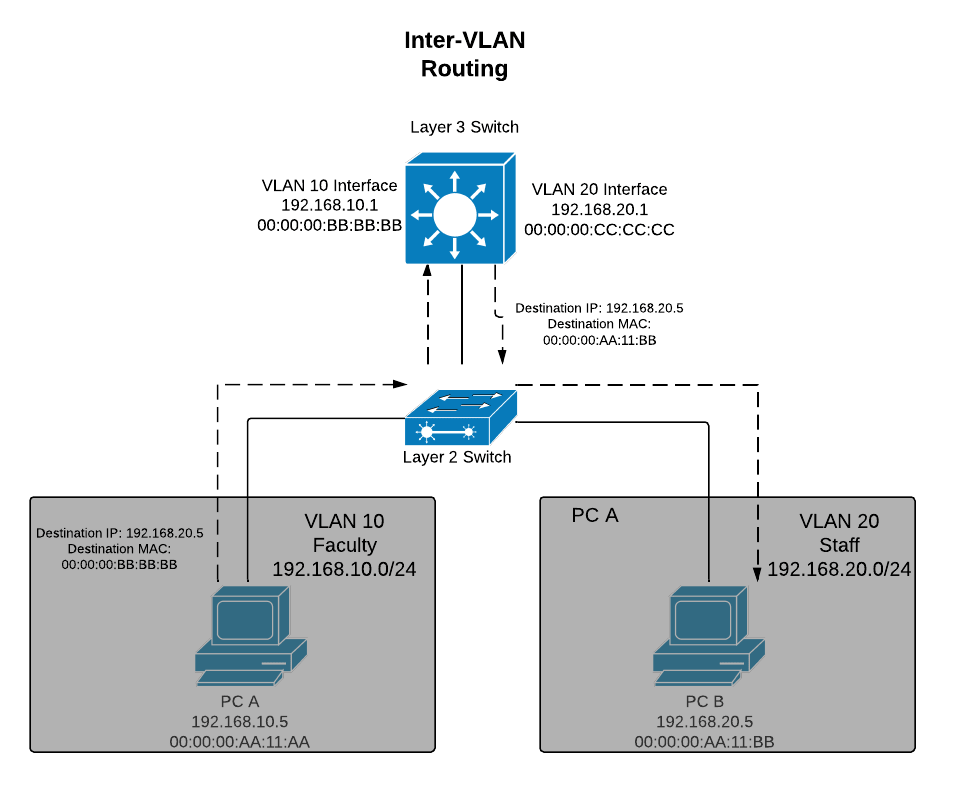 Inter-VLAN
Routing
Layer 3 Switch
VLAN 10 Interface
192.168.10.1
00:00:00:BB:BB:BB
VLAN 20 Interface
192.168.20.1
00:00:00:CC:CC:CC
Destination IP: 192.168.20.5
Destination MAC:
00:00:00:AA:11:BB
Layer 2 Switch
Destination IP: 192.168.20.5
Destination MAC:
00:00:00:BB:BB:BB
VLAN 10
Faculty
192.168.10.0/24
PC A
192.168.10.5
00:00:00:AA:11:AA
PC A
VLAN 20
Staff
192.168.20.0/24
PC B
192.168.20.5
00:00:00:AA:11:BB